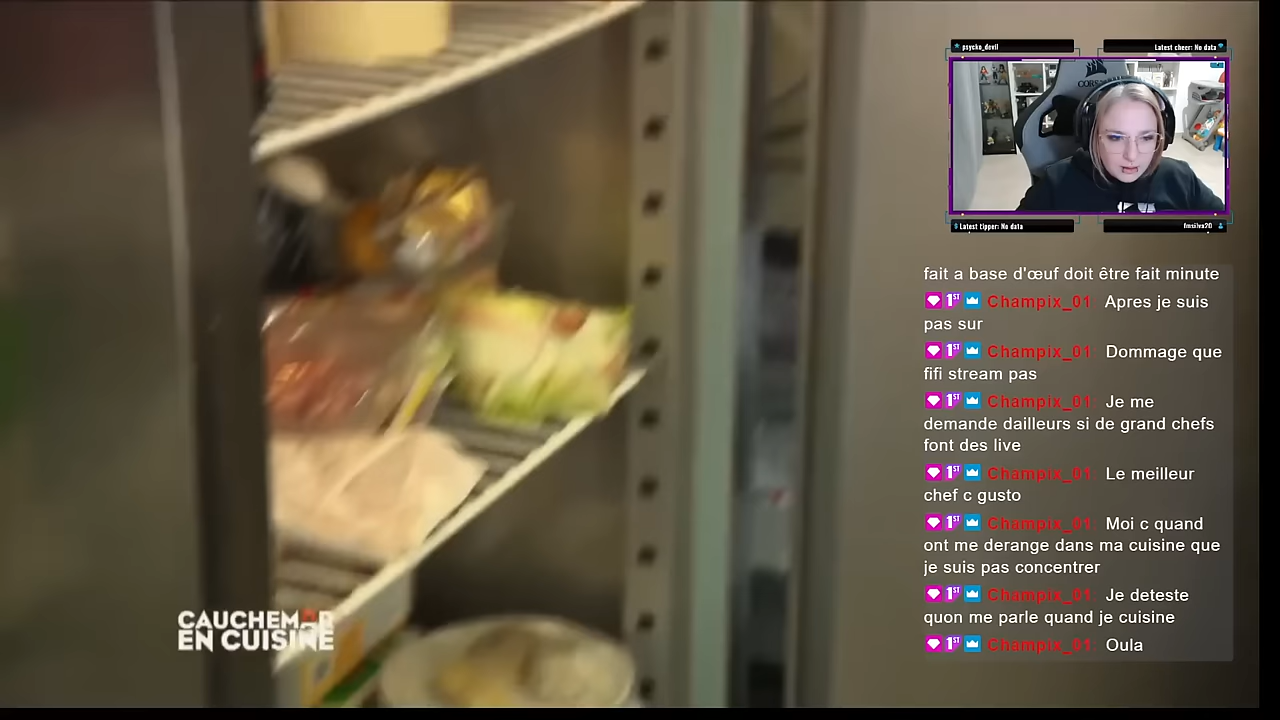 psycko_devil
Latest cheer: No data
CORSAIR
Latest tipper: No data
fmsilva20
fait a base d'œuf doit être fait minute
1ST Champix_01: Apres je suis
pas sur
1ST Champix_01: Dommage que
fifi stream pas
1ST Champix_01: Je me
demande dailleurs si de grand chefs
font des live
1ST Champix_01: Le meilleur
chef c gusto
1ST Champix_01: Moi c quand
ont me derange dans ma cuisine que
je suis pas concentrer
1ST Champix_01: Je deteste
quon me parle quand je cuisine
1ST Champix_01: Oula
CAUCHEMAR
EN CUISINE